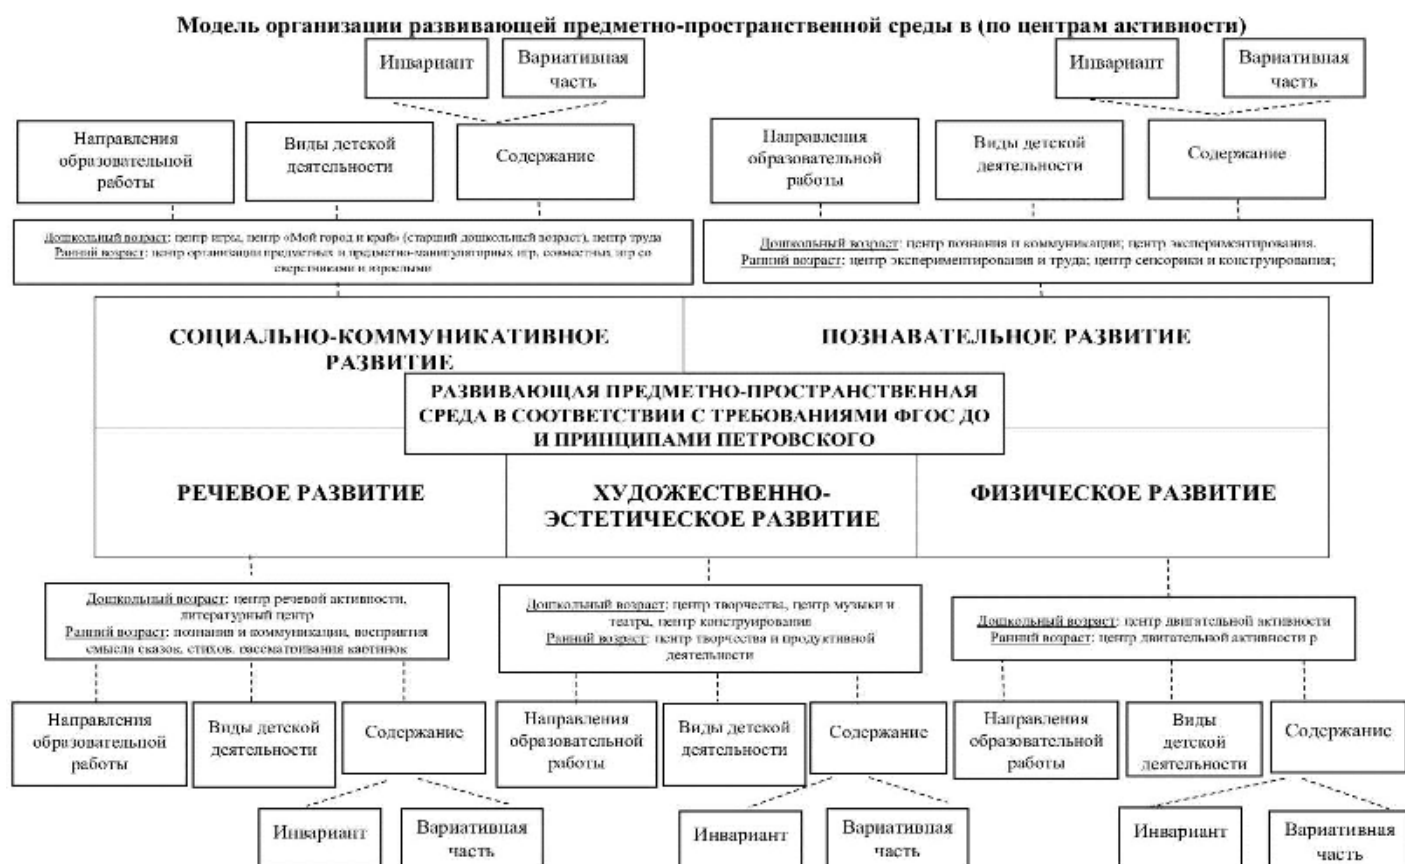 Модель организации развивающей предметно-пространственной среды в (по центрам активности)
Инвариант
Вариативная
часть
Инвариант
Вариативная
часть
Направления
образовательной
работы
Виды детской
деятельности
Содержание
Направления
образовательной
работы
Виды детской
деятельности
Содержание
Дошкольный возраст: центр игры, центр «Мой город и край» (старший дошкольный возраст), центр труда
Ранний возраст: центр организации предметных и предметно-манипуляторных игр, совместных игр со
сверстниками и взрослыми
Дошкольный возраст: центр познания и коммуникации; центр экспериментирования.
Ранний возраст: центр экспериментирования и труда; центр сенсорики и конструирования;
СОЦИАЛЬНО-КОММУНИКАТИВНОЕ
РАЗВИТИЕ
ПОЗНАВАТЕЛЬНОЕ РАЗВИТИЕ
РАЗВИВАЮЩАЯ ПРЕДМЕТНО-ПРОСТРАНСТВЕННАЯ
СРЕДА В СООТВЕТСТВИИ С ТРЕБОВАНИЯМИ ФГОС ДО
И ПРИНЦИПАМИ ПЕТРОВСКОГО
РЕЧЕВОЕ РАЗВИТИЕ
ХУДОЖЕСТВЕННО-
ЭСТЕТИЧЕСКОЕ РАЗВИТИЕ
ФИЗИЧЕСКОЕ РАЗВИТИЕ
Дошкольный возраст: центр речевой активности,
литературный центр
Ранний возраст: познания и коммуникации, восприятия
смысла сказок, стихов, рассматривания картинок
Дошкольный возраст: центр творчества, центр музыки и
театра, центр конструирования
Ранний возраст: центр творчества и продуктивной
деятельности
Дошкольный возраст: центр двигательной активности
Ранний возраст: центр двигательной активности р
Направления
образовательной
работы
Виды детской
деятельности
Содержание
Направления
образовательной
работы
Виды детской
деятельности
Содержание
Направления
образовательной
работы
Виды
детской
деятельности
Содержание
Инвариант
Вариативная
часть
Инвариант
Вариативная
часть
Инвариант
Вариативная
часть